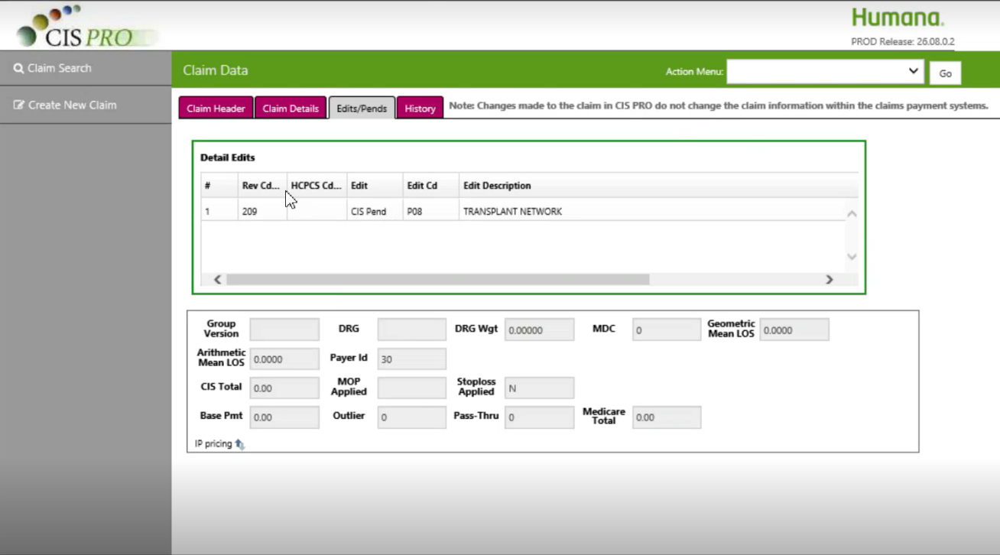 CIS PRO
Humana.
PROD Release: 26.08.0.2
Claim Search
Create New Claim
Claim Data
Action Menu:
Go
Claim Header
Claim Details
Edits/Pends
History
Note: Changes made to the claim in CIS PRO do not change the claim information within the claims payment systems.
Detail Edits
# Rev Cd... HCPCS Cd... Edit Edit Cd Edit Description
1 209 CIS Pend P08 TRANSPLANT NETWORK
Group Version
DRG
DRG Wgt 0.00000
MDC 0
Geometric Mean LOS 0.0000
Arithmetic Mean LOS 0.0000
Payer Id 30
CIS Total 0.00
MOP Applied
Stoploss Applied N
Base Pmt 0.00
Outlier 0
Pass-Thru 0
Medicare Total 0.00
IP pricing